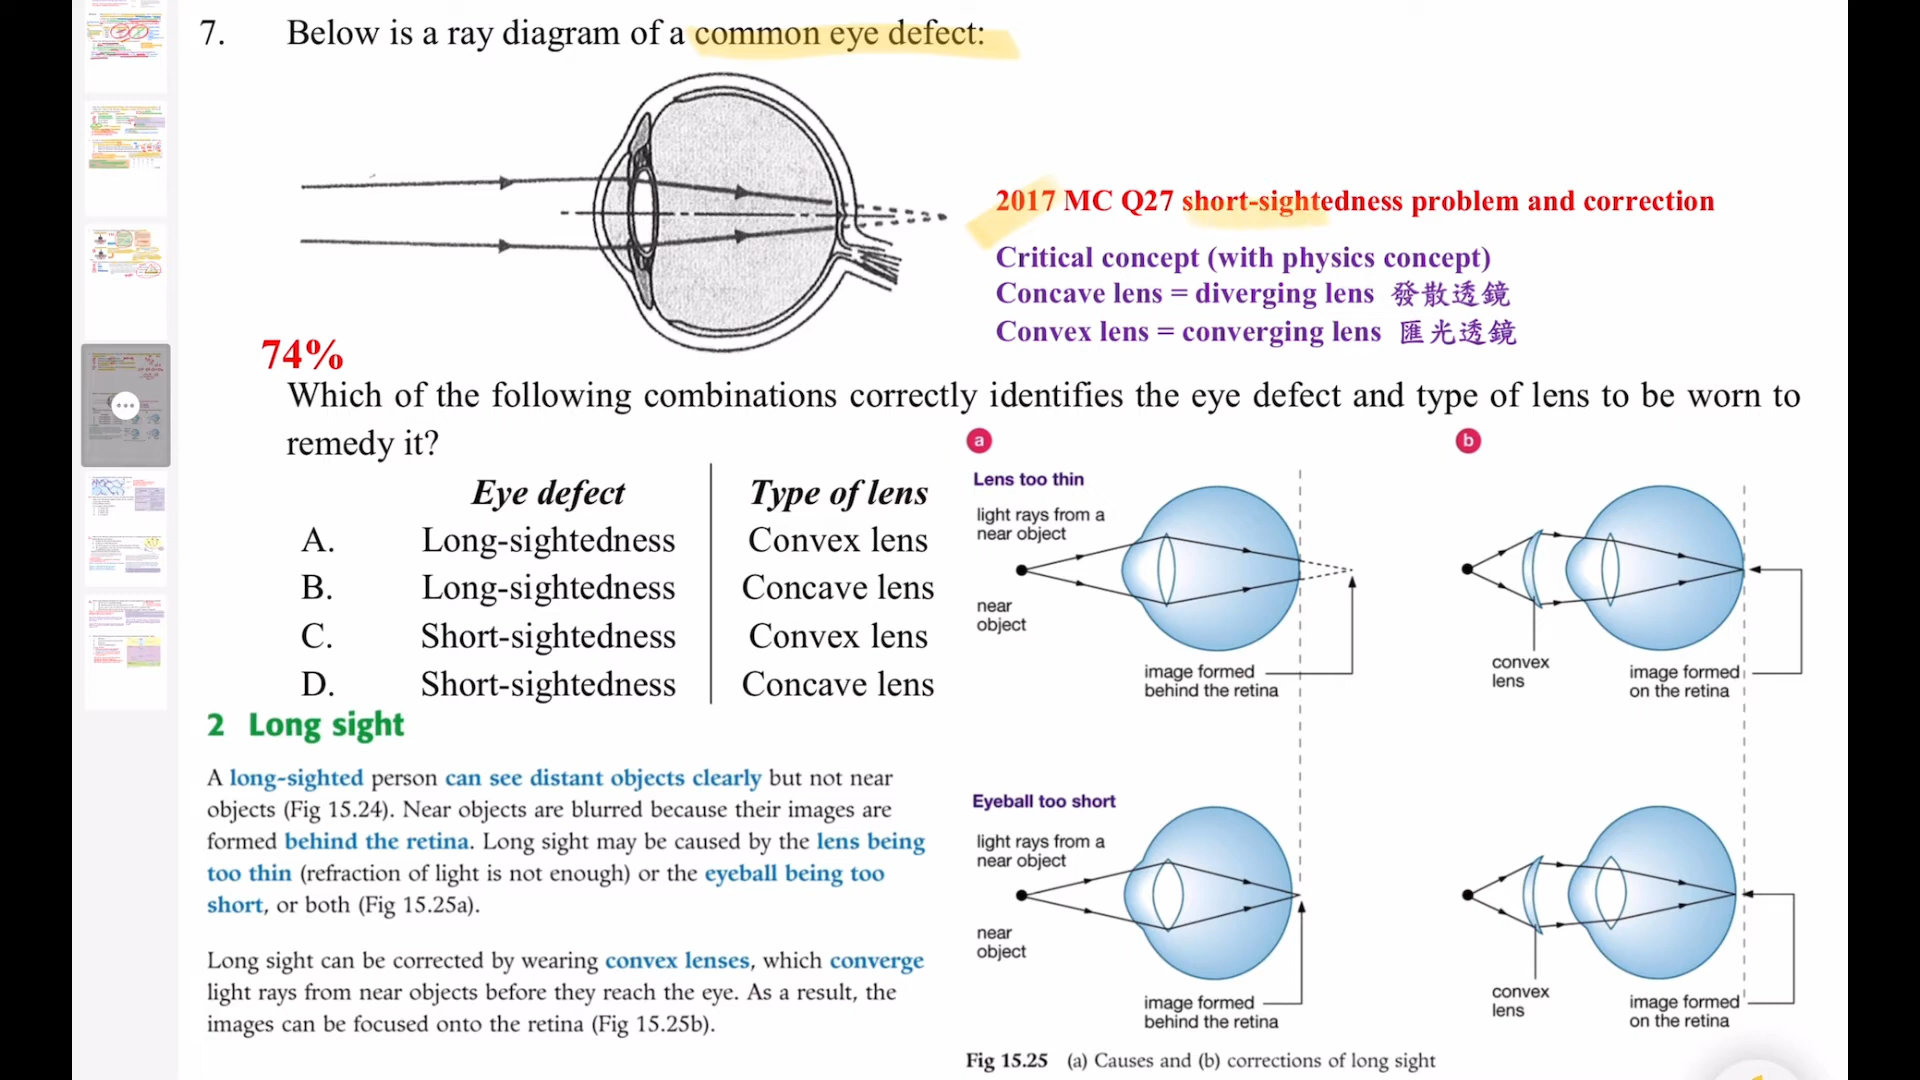 7. Below is a ray diagram of a common eye defect:
2017 MC Q27 short-sightedness problem and correction
Critical concept (with physics concept)
Concave lens = diverging lens 發散透鏡
Convex lens = converging lens 匯光透鏡
74%
Which of the following combinations correctly identifies the eye defect and type of lens to be worn to
remedy it?
Eye defect Type of lens
A. Long-sightedness Convex lens
B. Long-sightedness Concave lens
C. Short-sightedness Convex lens
D. Short-sightedness Concave lens
2 Long sight
A long-sighted person can see distant objects clearly but not near
objects (Fig 15.24). Near objects are blurred because their images are
formed behind the retina. Long sight may be caused by the lens being
too thin (refraction of light is not enough) or the eyeball being too
short, or both (Fig 15.25a).
Long sight can be corrected by wearing convex lenses, which converge
light rays from near objects before they reach the eye. As a result, the
images can be focused onto the retina (Fig 15.25b).
a
Lens too thin
light rays from a
near object
near
object
image formed
behind the retina
b
convex
lens
image formed
on the retina
Eyeball too short
light rays from a
near object
near
object
image formed
behind the retina
convex
lens
image formed
on the retina
Fig 15.25 (a) Causes and (b) corrections of long sight